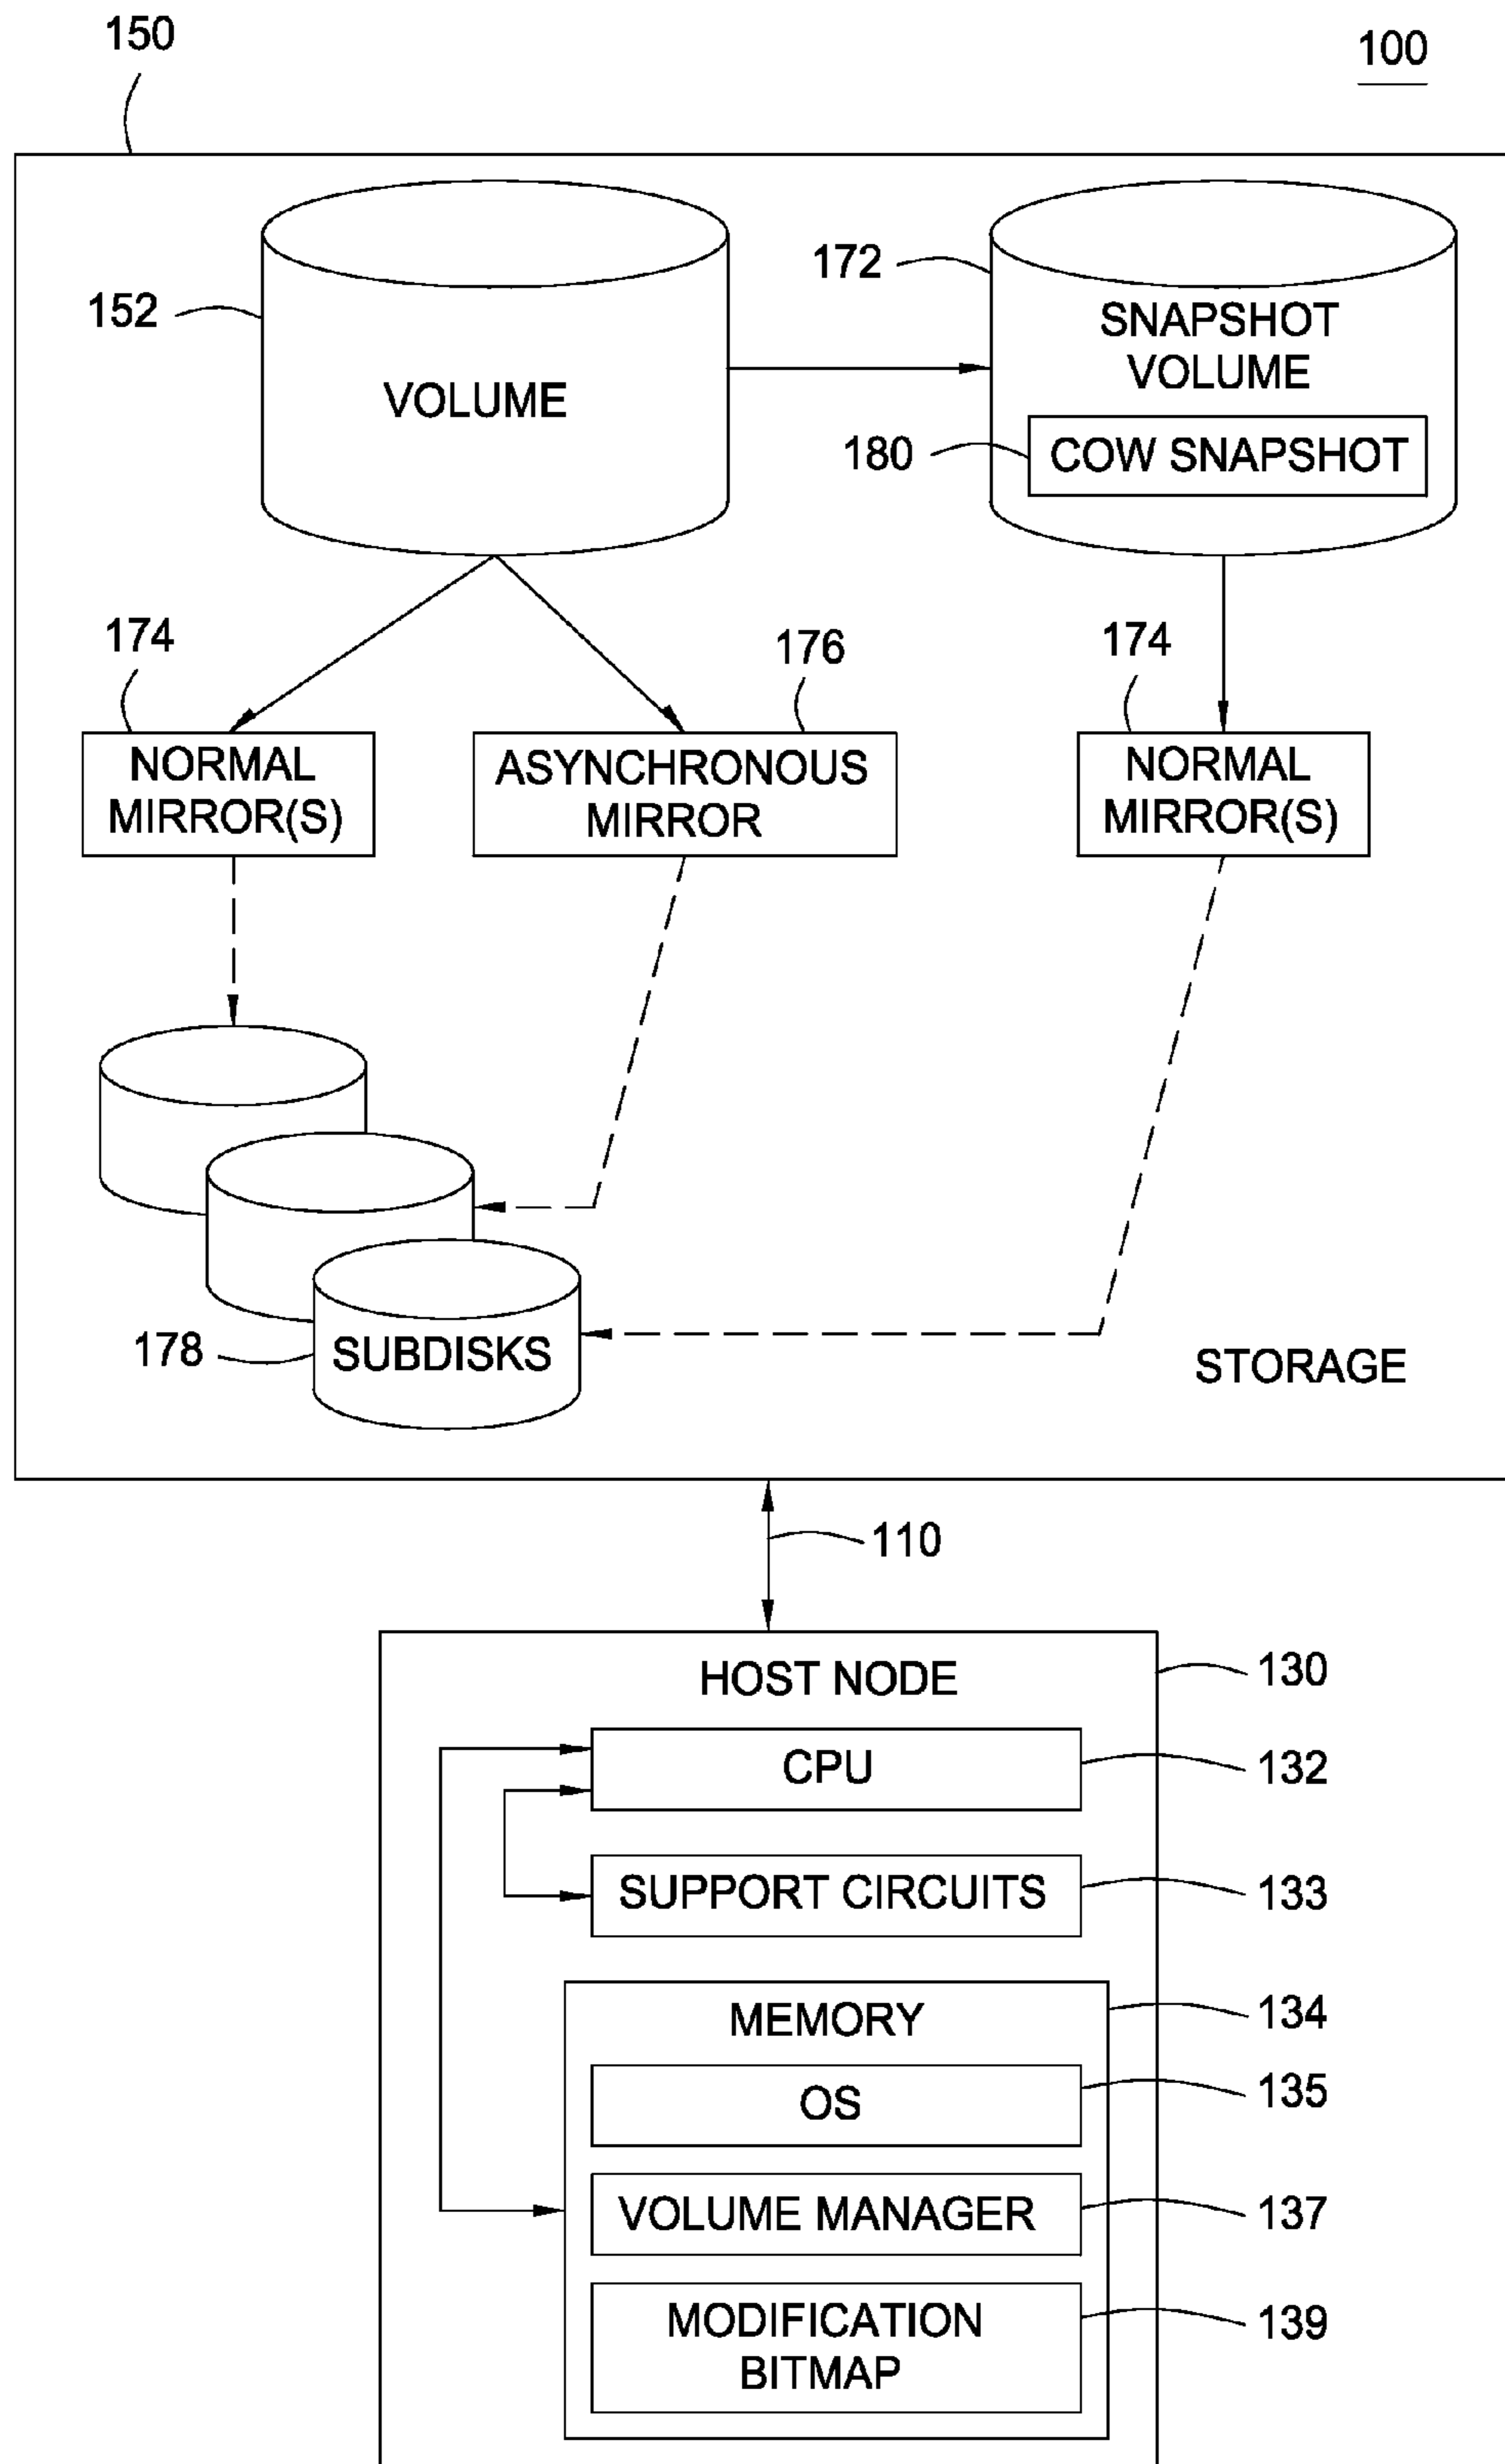 150
100
152
VOLUME
172
SNAPSHOT
VOLUME
180
COW SNAPSHOT
174
NORMAL
MIRROR(S)
176
ASYNCHRONOUS
MIRROR
174
NORMAL
MIRROR(S)
178
SUBDISKS
STORAGE
110
HOST NODE
130
CPU
132
SUPPORT CIRCUITS
133
MEMORY
134
OS
135
VOLUME MANAGER
137
MODIFICATION
BITMAP
139